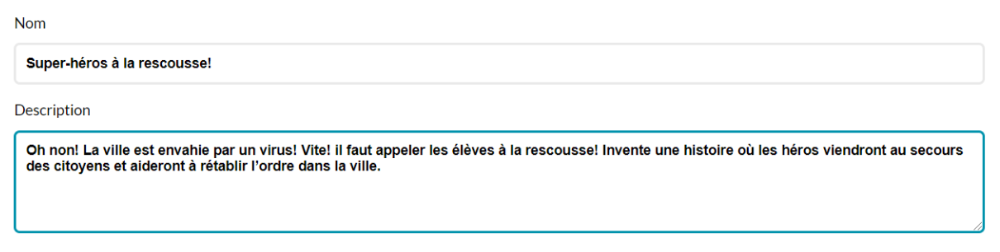 Nom
Super-héros à la rescousse!
Description
Oh non! La ville est envahie par un virus! Vite! il faut appeler les élèves à la rescousse! Invente une histoire où les héros viendront au secours
des citoyens et aideront à rétablir l’ordre dans la ville.